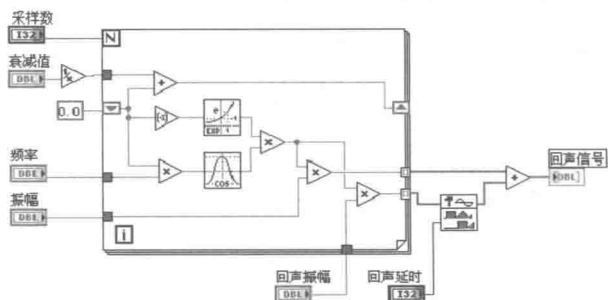 采样数
I32
N
衰减值
DBL
1/x
+
0.0
-x
e
EXP
x
频率
DBL
x
COS
x
x
回声信号
+
DBL
振幅
DBL
i
回声振幅
DBL
回声延时
I32